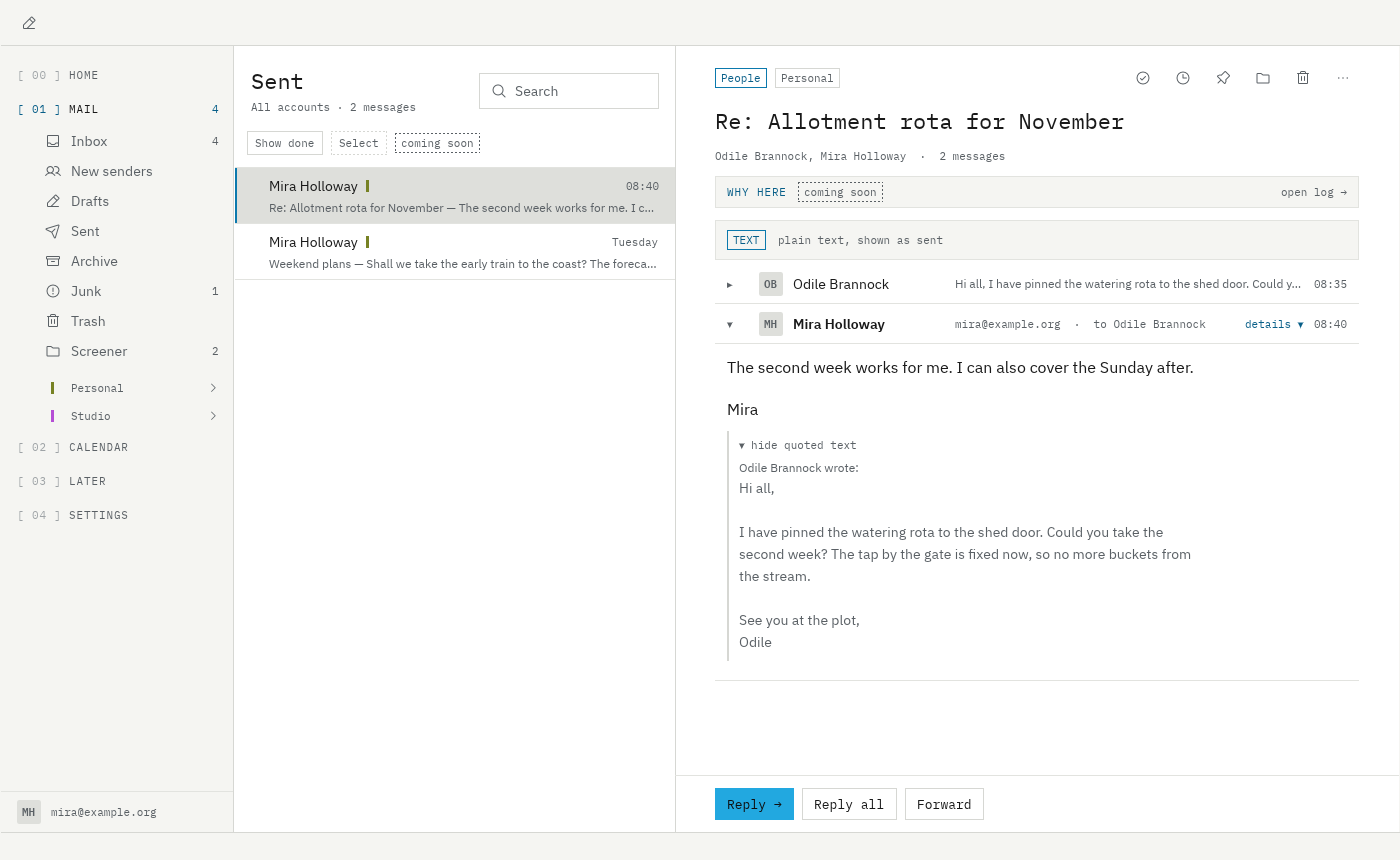 [ 00 ] HOME
[ 01 ] MAIL 4
Inbox 4
New senders
Drafts
Sent
Archive
Junk 1
Trash
Screener 2
Personal
Studio
[ 02 ] CALENDAR
[ 03 ] LATER
[ 04 ] SETTINGS
MH mira@example.org
Sent
All accounts · 2 messages
Search
Show done Select coming soon
Mira Holloway 08:40
Re: Allotment rota for November — The second week works for me. I c…
Mira Holloway Tuesday
Weekend plans — Shall we take the early train to the coast? The foreca…
People Personal
Re: Allotment rota for November
Odile Brannock, Mira Holloway · 2 messages
WHY HERE coming soon open log →
TEXT plain text, shown as sent
▸ OB Odile Brannock Hi all, I have pinned the watering rota to the shed door. Could y… 08:35
▾ MH Mira Holloway mira@example.org · to Odile Brannock details ▾ 08:40
The second week works for me. I can also cover the Sunday after.
Mira
▾ hide quoted text
Odile Brannock wrote:
Hi all,
I have pinned the watering rota to the shed door. Could you take the
second week? The tap by the gate is fixed now, so no more buckets from
the stream.
See you at the plot,
Odile
Reply → Reply all Forward